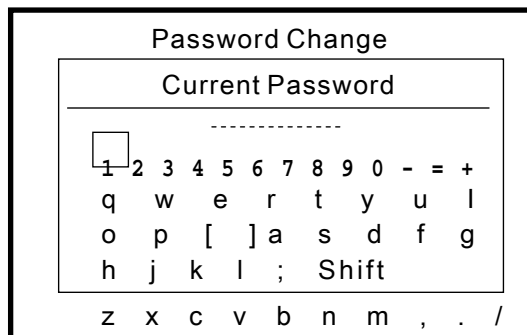 Password Change
Current Password
--------------
1 2 3 4 5 6 7 8 9 0 - = +
q w e r t y u I
o p [ ] a s d f g
h j k l ; Shift
z x c v b n m , . /